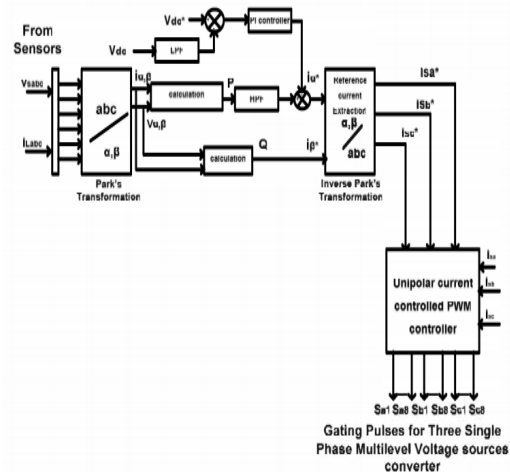 From
Sensors
Vdc*
Vdc
LPF
PI controller
Vsabc
iLabc
abc
α,β
Park's
Transformation
iα,β
Vα,β
calculation
P
HPF
iα*
calculation
Q
iβ*
Reference
current
Extraction
α,β
abc
Inverse Park's
Transformation
isa*
isb*
isc*
isa
isb
isc
Unipolar current
controlled PWM
controller
Sa1 Sa8 Sb1 Sb8 Sc1 Sc8
Gating Pulses for Three Single
Phase Multilevel Voltage sources
converter